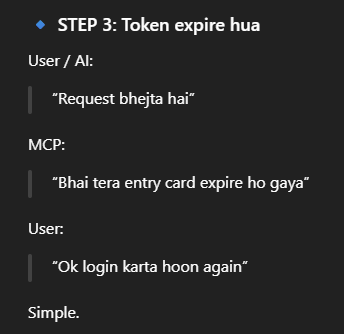 STEP 3: Token expire hua
User / AI:
“Request bhejta hai”
MCP:
“Bhai tera entry card expire ho gaya”
User:
“Ok login karta hoon again”
Simple.